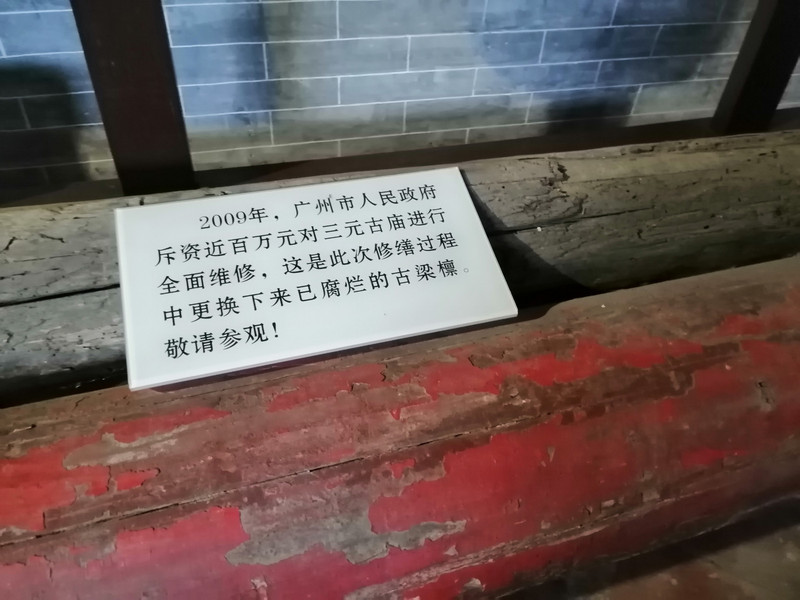 2009年，广州市人民政府
斥资近百万元对三元古庙进行
全面维修，这是此次修缮过程
中更换下来已腐烂的古梁檩。
敬请参观！